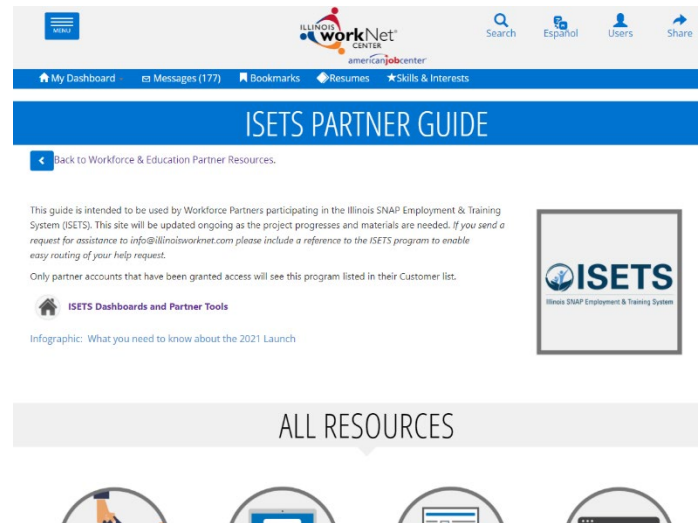 MENU
ILLINOIS
workNet®
CENTER
americanjobcenter
Search
Español
Users
Share
My Dashboard
Messages (177)
Bookmarks
Resumes
Skills & Interests
ISETS PARTNER GUIDE
Back to Workforce & Education Partner Resources.
This guide is intended to be used by Workforce Partners participating in the Illinois SNAP Employment & Training
System (ISETS). This site will be updated ongoing as the project progresses and materials are needed. If you send a
request for assistance to info@illinoisworknet.com please include a reference to the ISETS program to enable
easy routing of your help request.
Only partner accounts that have been granted access will see this program listed in their Customer list.
ISETS Dashboards and Partner Tools
Infographic: What you need to know about the 2021 Launch
ISETS
Illinois SNAP Employment & Training System
ALL RESOURCES